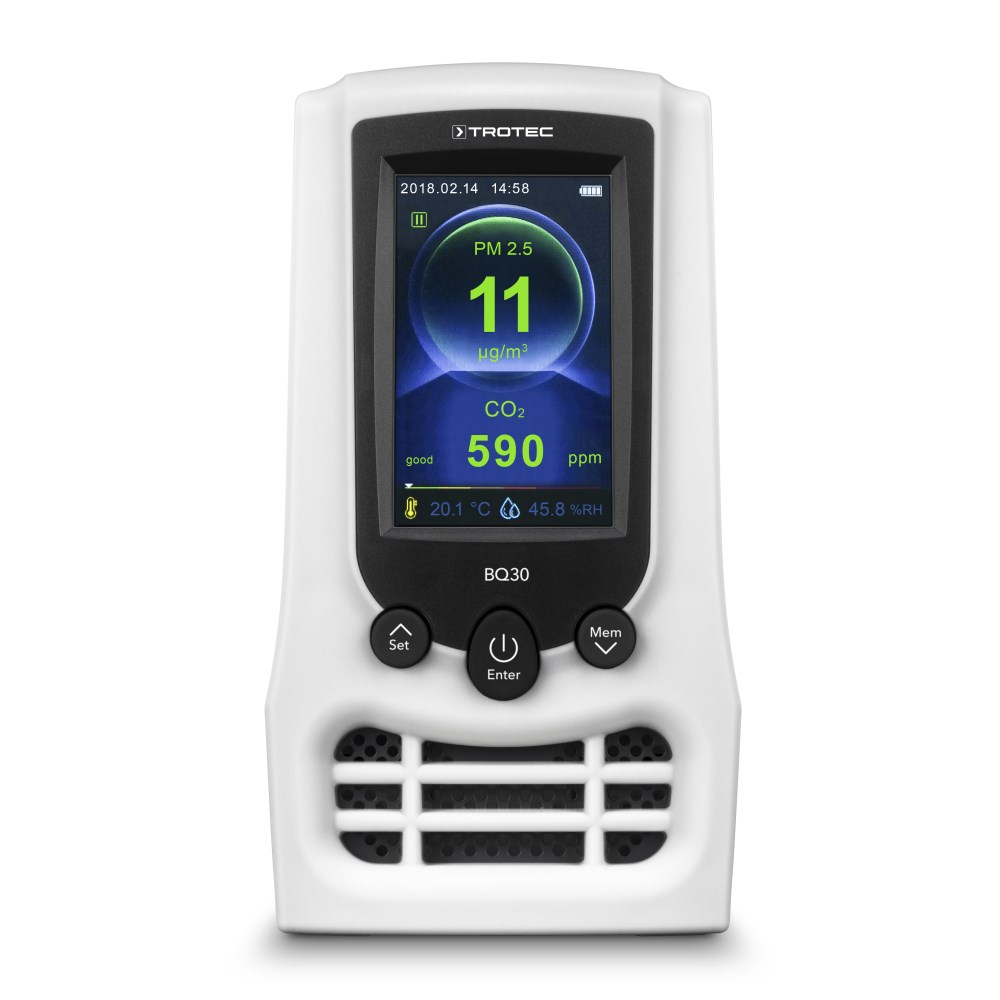 TROTEC
2018.02.14 14:58
PM 2.5
11
µg/m³
CO₂
good 590 ppm
20.1 °C 45.8 %RH
BQ30
Set
Mem
Enter